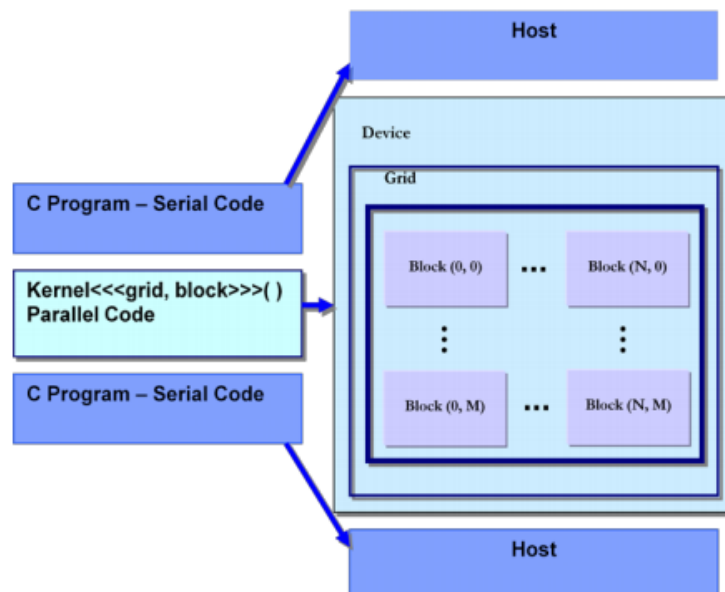 Host
Device
Grid
C Program – Serial Code
Kernel<<<grid, block>>>( )
Parallel Code
C Program – Serial Code
Block (0, 0) ... Block (N, 0)
Block (0, M) ... Block (N, M)
Host